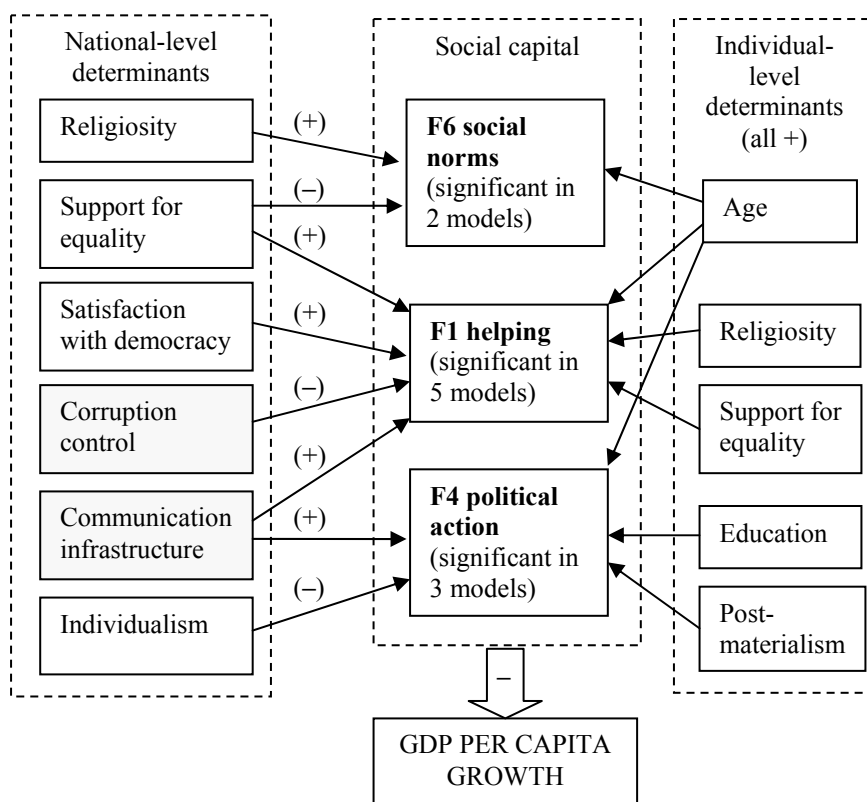 National-level
determinants
Religiosity
Support for
equality
Satisfaction
with democracy
Corruption
control
Communication
infrastructure
Individualism
(+)
(–)
(+)
(+)
(–)
(+)
(+)
(–)
Social capital
F6 social
norms
(significant in
2 models)
F1 helping
(significant in
5 models)
F4 political
action
(significant in
3 models)
Individual-
level
determinants
(all +)
Age
Religiosity
Support for
equality
Education
Post-
materialism
–
GDP PER CAPITA
GROWTH